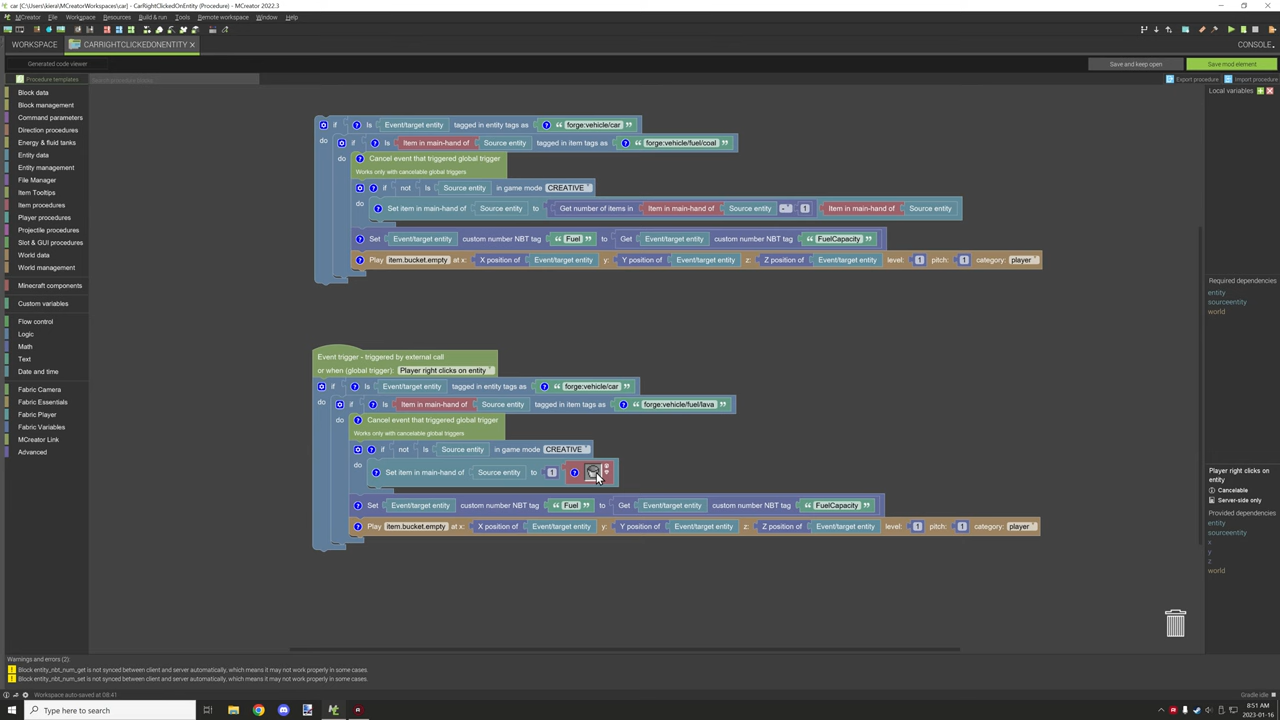 car [C:\Users\kiera\MCreatorWorkspaces\car] - CarRightClickedOnEntity (Procedure) - MCreator 2022.3
MCreator File Workspace Resources Build & run Tools Remote workspace Window Help
WORKSPACE CARRIGHTCLICKEDONENTITY CONSOLE
Generated code viewer Save and keep open Save mod element
Procedure templates Export procedure Import procedure
Block data
Block management
Command parameters
Direction procedures
Energy & fluid tanks
Entity data
Entity management
File Manager
Item Tooltips
Item procedures
Player procedures
Projectile procedures
Slot & GUI procedures
World data
World management
Minecraft components
Custom variables
Flow control
Logic
Math
Text
Date and time
Fabric Camera
Fabric Essentials
Fabric Player
Fabric Variables
MCreator Link
Advanced
if Is Event/target entity tagged in entity tags as “ forge:vehicle/car ”
do if Is Item in main-hand of Source entity tagged in item tags as “ forge:vehicle/fuel/coal ”
do Cancel event that triggered global trigger
Works only with cancelable global triggers
if not Is Source entity in game mode CREATIVE
do Set item in main-hand of Source entity to Get number of items in Item in main-hand of Source entity - 1 Item in main-hand of Source entity
Set Event/target entity custom number NBT tag “ Fuel ” to Get Event/target entity custom number NBT tag “ FuelCapacity ”
Play item.bucket.empty at x: X position of Event/target entity y: Y position of Event/target entity z: Z position of Event/target entity level: 1 pitch: 1 category: player
Event trigger - triggered by external call
or when (global trigger): Player right clicks on entity
if Is Event/target entity tagged in entity tags as “ forge:vehicle/car ”
do if Is Item in main-hand of Source entity tagged in item tags as “ forge:vehicle/fuel/lava ”
do Cancel event that triggered global trigger
Works only with cancelable global triggers
if not Is Source entity in game mode CREATIVE
do Set item in main-hand of Source entity to 1
Set Event/target entity custom number NBT tag “ Fuel ” to Get Event/target entity custom number NBT tag “ FuelCapacity ”
Play item.bucket.empty at x: X position of Event/target entity y: Y position of Event/target entity z: Z position of Event/target entity level: 1 pitch: 1 category: player
Local variables
Required dependencies
entity
sourceentity
world
Player right clicks on
entity
Cancelable
Server-side only
Provided dependencies
entity
sourceentity
x
y
z
world
Warnings and errors (2):
Block entity_nbt_num_get is not synced between client and server automatically, which means it may not work properly in some cases.
Block entity_nbt_num_set is not synced between client and server automatically, which means it may not work properly in some cases.
Workspace auto-saved at 08:41 Gradle idle
Type here to search
8:51 AM
2023-01-16